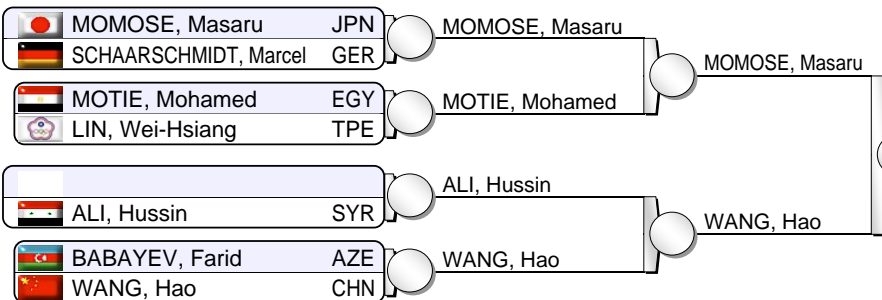 MOMOSE, Masaru JPN
SCHAARSCHMIDT, Marcel GER
MOTIE, Mohamed EGY
LIN, Wei-Hsiang TPE
ALI, Hussin SYR
BABAYEV, Farid AZE
WANG, Hao CHN
MOMOSE, Masaru
MOTIE, Mohamed
ALI, Hussin
WANG, Hao
MOMOSE, Masaru
WANG, Hao